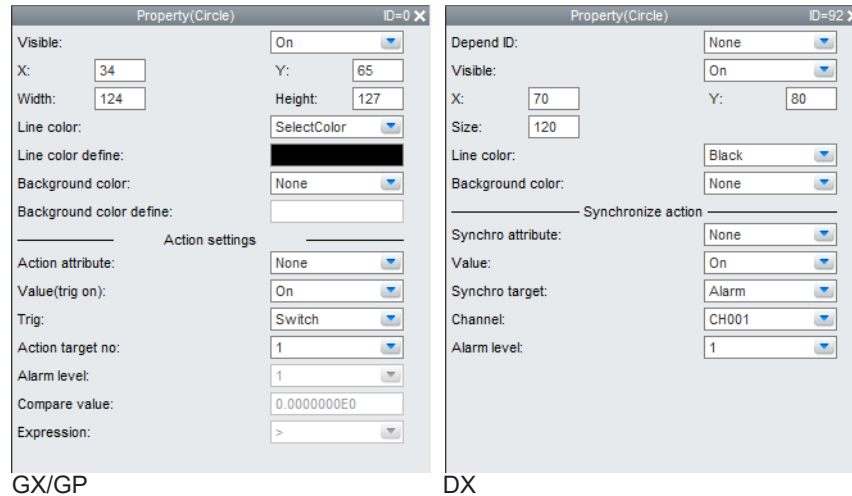 Property(Circle) ID=0
Visible: On
X: 34 Y: 65
Width: 124 Height: 127
Line color: SelectColor
Line color define:
Background color: None
Background color define:
Action settings
Action attribute: None
Value(trig on): On
Trig: Switch
Action target no: 1
Alarm level: 1
Compare value: 0.0000000E0
Expression: >
GX/GP
Property(Circle) ID=92
Depend ID: None
Visible: On
X: 70 Y: 80
Size: 120
Line color: Black
Background color: None
Synchronize action
Synchro attribute: None
Value: On
Synchro target: Alarm
Channel: CH001
Alarm level: 1
DX